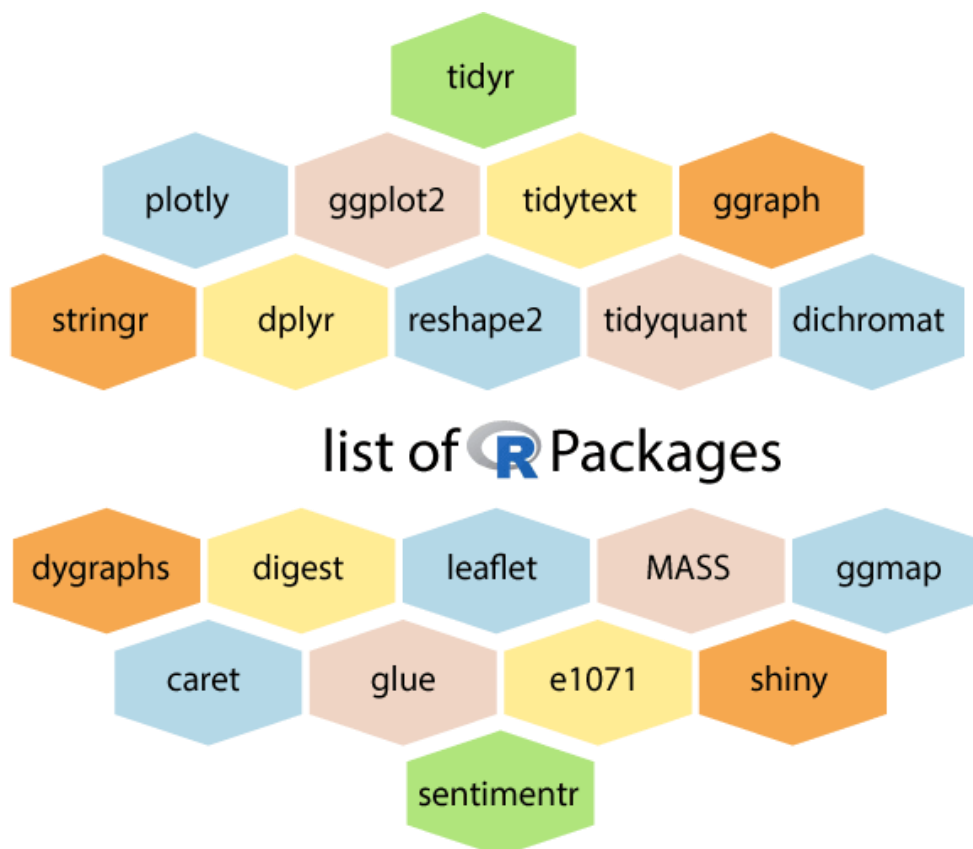 tidyr
plotly ggplot2 tidytext ggraph
stringr dplyr reshape2 tidyquant dichromat
list of R Packages
dygraphs digest leaflet MASS ggmap
caret glue e1071 shiny
sentimentr